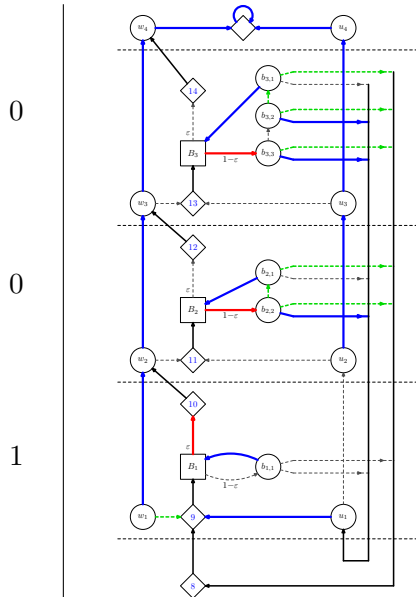 w₄ u₄
14 b₃,₁
0 b₃,₂
ε
B₃ 1−ε b₃,₃
w₃ 13 u₃
12
0 b₂,₁
ε
B₂ 1−ε b₂,₂
w₂ 11 u₂
10
ε
1 B₁ 1−ε b₁,₁
w₁ 9 u₁
8